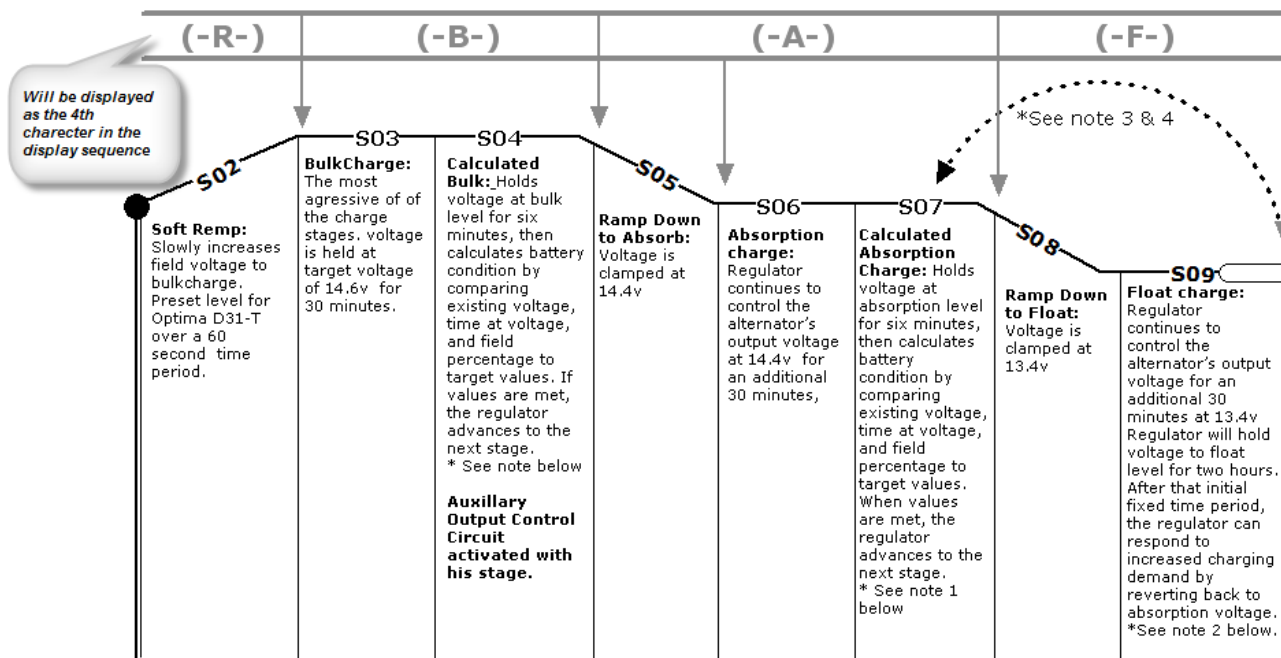 (-R-)
(-B-)
(-A-)
(-F-)
Will be displayed
as the 4th
charecter in the
display sequence
*See note 3 & 4
S02
S03
S04
S05
S06
S07
S08
S09
Soft Remp:
Slowly increases
field voltage to
bulkcharge.
Preset level for
Optima D31-T
over a 60
second time
period.
BulkCharge:
The most
agressive of of
the charge
stages. voltage
is held at
target voltage
of 14.6v for
30 minutes.
Calculated
Bulk: Holds
voltage at bulk
level for six
minutes, then
calculates battery
condition by
comparing
existing voltage,
time at voltage,
and field
percentage to
target values. If
values are met,
the regulator
advances to the
next stage.
* See note below
Auxillary
Output Control
Circuit
activated with
his stage.
Ramp Down
to Absorb:
Voltage is
clamped at
14.4v
Absorption
charge:
Regulator
continues to
control the
alternator's
output voltage
at 14.4v for
an additional
30 minutes,
Calculated
Absorption
Charge: Holds
voltage at
absorption level
for six minutes,
then calculates
battery
condition by
comparing
existing voltage,
time at voltage,
and field
percentage to
target values.
When values
are met, the
regulator
advances to the
next stage.
* See note 1
below
Ramp Down
to Float:
Voltage is
clamped at
13.4v
Float charge:
Regulator
continues to
control the
alternator's output
voltage for an
additional 30
minutes at 13.4v
Regulator will hold
voltage to float
level for two hours.
After that initial
fixed time period,
the regulator can
respond to
increased charging
demand by
reverting back to
absorption voltage.
*See note 2 below.